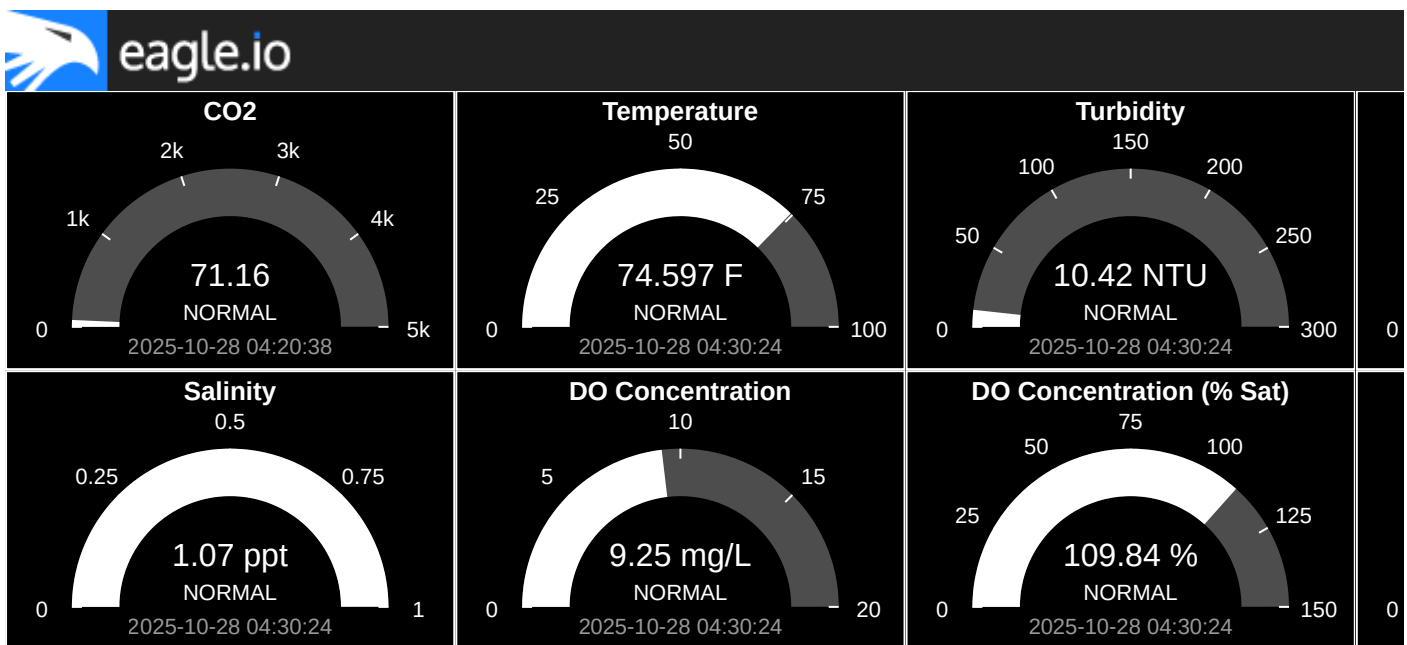 eagle.io
CO2
0
1k
2k
3k
4k
5k
71.16
NORMAL
2025-10-28 04:20:38
Temperature
0
25
50
75
100
74.597 F
NORMAL
2025-10-28 04:30:24
Turbidity
0
50
100
150
200
250
300
10.42 NTU
NORMAL
2025-10-28 04:30:24
0
Salinity
0
0.25
0.5
0.75
1
1.07 ppt
NORMAL
2025-10-28 04:30:24
DO Concentration
0
5
10
15
20
9.25 mg/L
NORMAL
2025-10-28 04:30:24
DO Concentration (% Sat)
0
25
50
75
100
125
150
109.84 %
NORMAL
2025-10-28 04:30:24
0